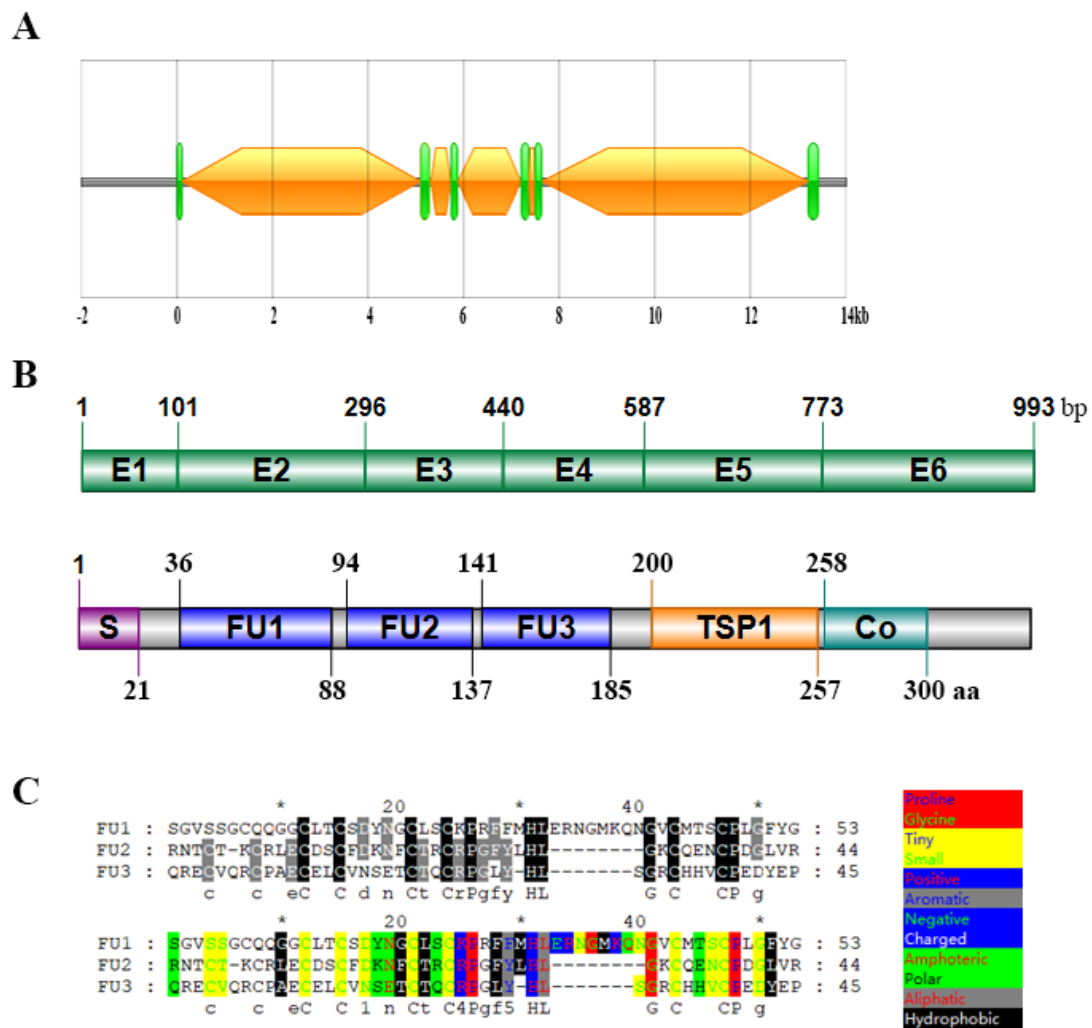 A
-2 0 2 4 6 8 10 12 14kb
B
1 101 296 440 587 773 993 bp
E1 E2 E3 E4 E5 E6
1 36 94 141 200 258
S FU1 FU2 FU3 TSP1 Co
21 88 137 185 257 300 aa
C
* 20 * 40 *
FU1 : SGVSSGCQQGGCLTCSDYNGCLSCKPRFFMHLERNGMKQNGVCMTSCPLGFYG : 53
FU2 : RNTCT-KCRLECDSCFDKNFCTRCRPGFYLHL--------GKCQENCPDGLVR : 44
FU3 : QRECVQRCPAECELCVNSETCTQCRPGLY-HL-------SGRCHHVCPEDYEP : 45
c c eC C d n Ct CrPgfy HL G C CP g
* 20 * 40 *
FU1 : SGVSSGCQQGGCLTCSDYNGCLSCKPRFFMHLERNGMKQNGVCMTSCPLGFYG : 53
FU2 : RNTCT-KCRLECDSCFDKNFCTRCRPGFYLHL--------GKCQENCPDGLVR : 44
FU3 : QRECVQRCPAECELCVNSETCTQCRPGLY-HL-------SGRCHHVCPEDYEP : 45
c c eC C l n Ct C4Pgf5 HL G C CP g
Proline
Glycine
Tiny
Small
Positive
Aromatic
Negative
Charged
Amphoteric
Polar
Aliphatic
Hydrophobic